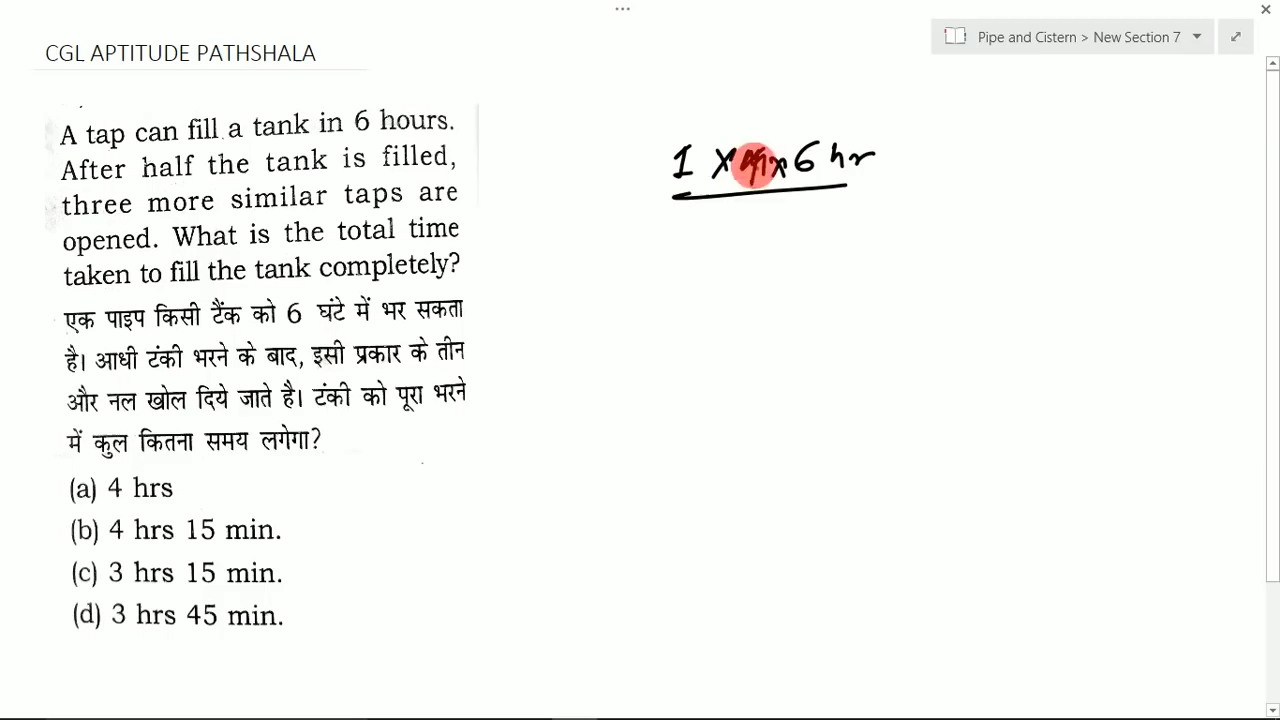 CGL APTITUDE PATHSHALA
Pipe and Cistern > New Section 7
A tap can fill a tank in 6 hours.
After half the tank is filled,
three more similar taps are
opened. What is the total time
taken to fill the tank completely?
एक पाइप किसी टैंक को 6 घंटे में भर सकता
है। आधी टंकी भरने के बाद, इसी प्रकार के तीन
और नल खोल दिये जाते है। टंकी को पूरा भरने
में कुल कितना समय लगेगा?
(a) 4 hrs
(b) 4 hrs 15 min.
(c) 3 hrs 15 min.
(d) 3 hrs 45 min.
1 x x 6 hr